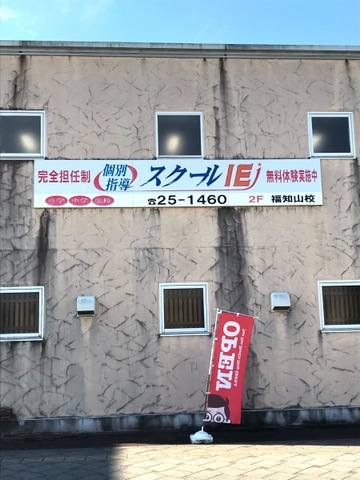 完全担任制
個別
指導
スクールIE
無料体験実施中
小学 中学 高校
☎25-1460
2F 福知山校
OPEN